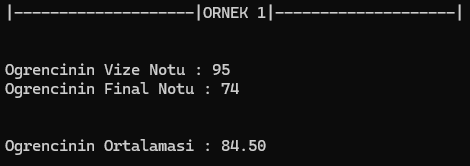 |--------------------|ORNEK 1|--------------------|
Ogrencinin Vize Notu : 95
Ogrencinin Final Notu : 74
Ogrencinin Ortalamasi : 84.50